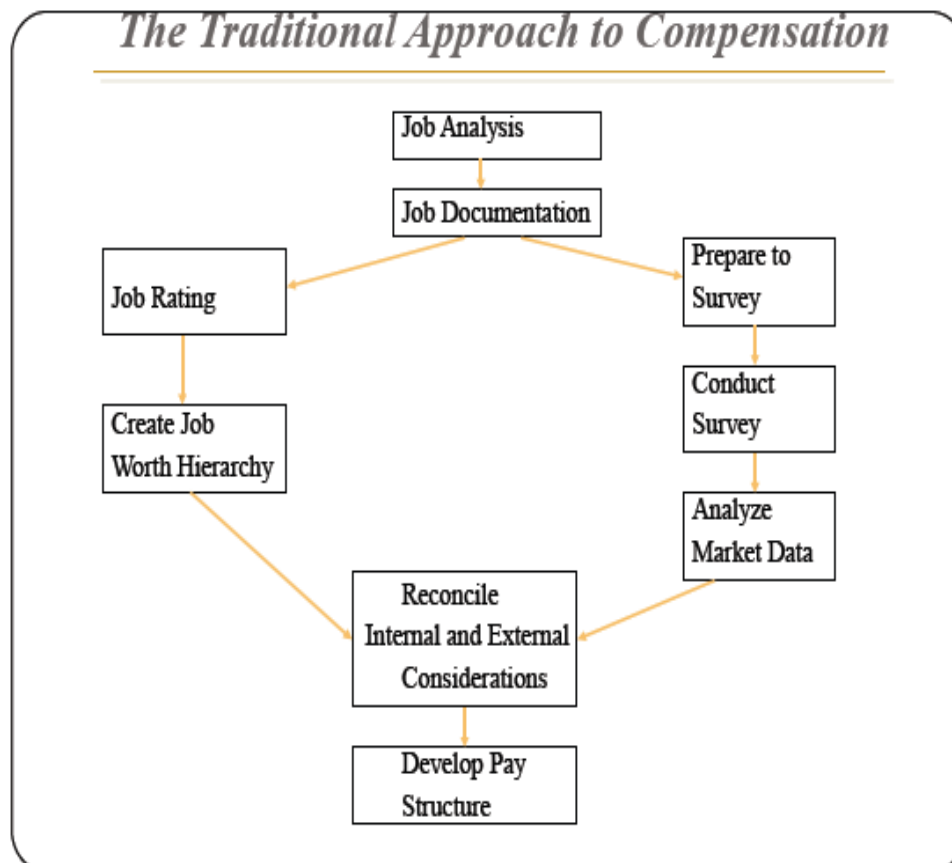 The Traditional Approach to Compensation
Job Analysis
Job Documentation
Job Rating
Create Job
Worth Hierarchy
Prepare to
Survey
Conduct
Survey
Analyze
Market Data
Reconcile
Internal and External
Considerations
Develop Pay
Structure